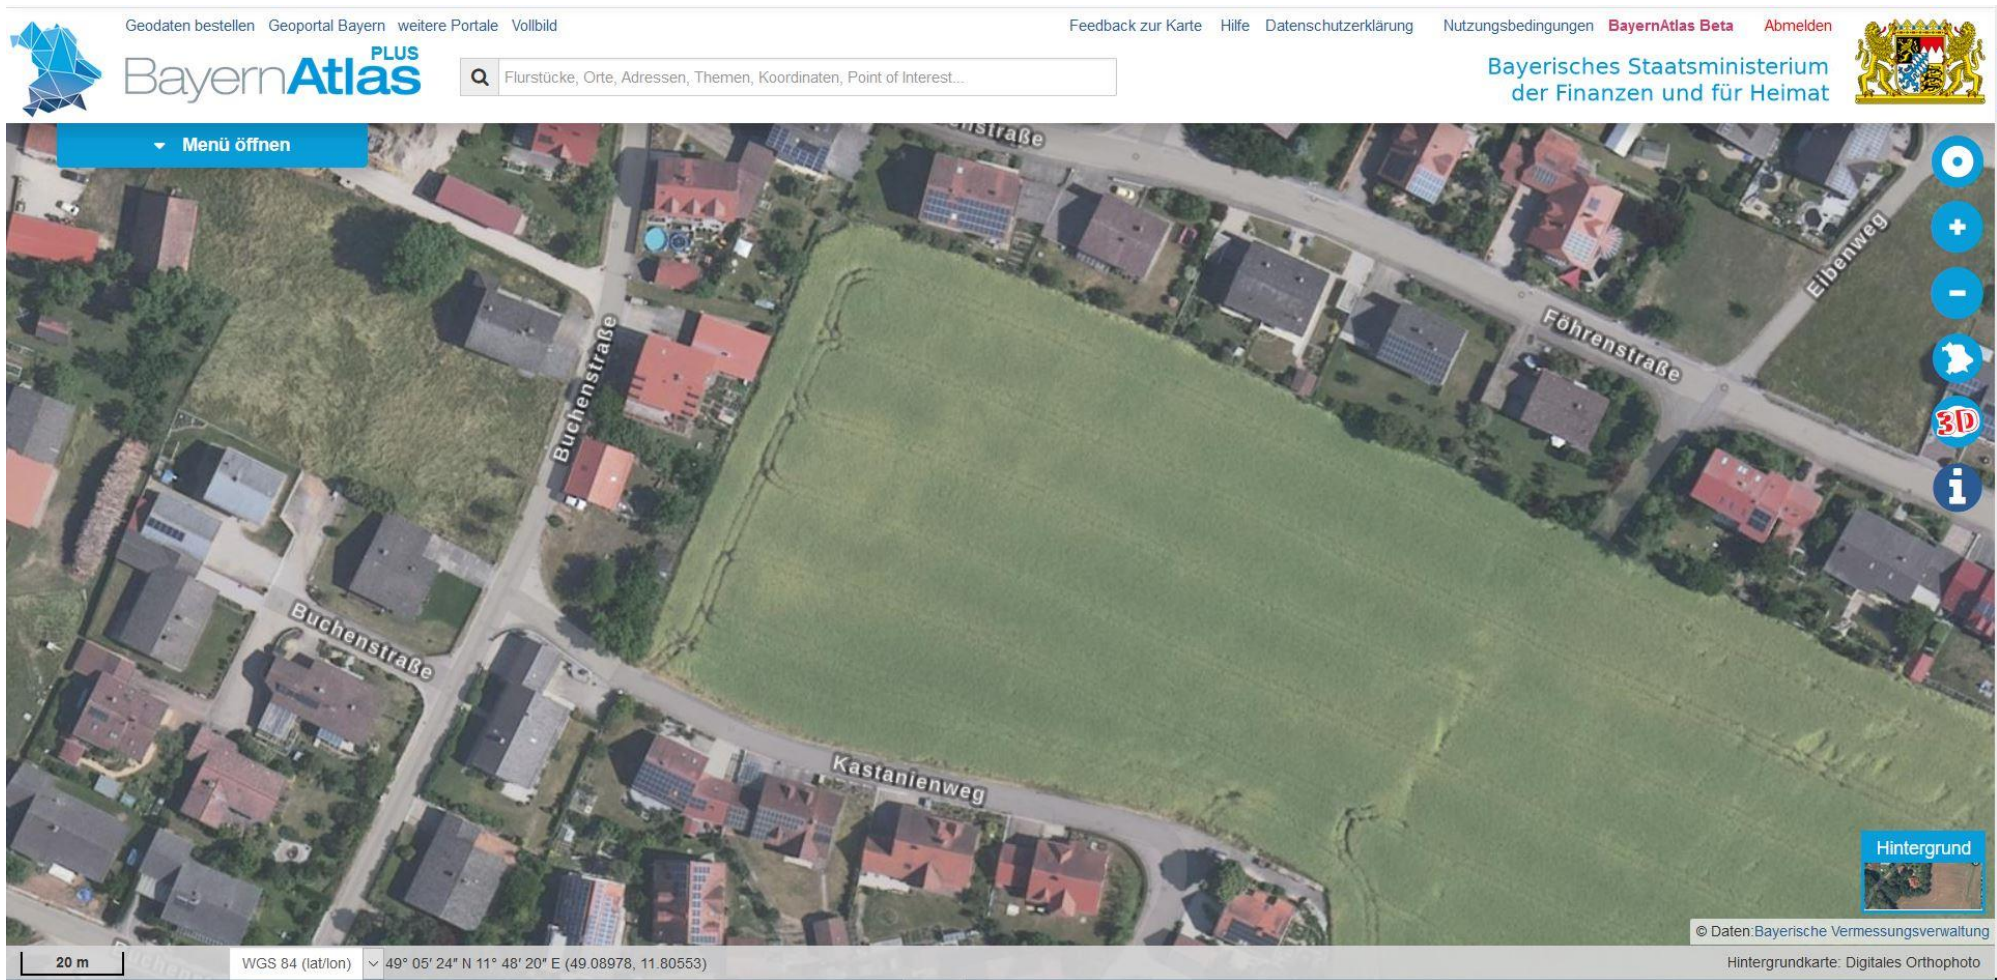 Geodaten bestellen Geoportal Bayern weitere Portale Vollbild
Feedback zur Karte Hilfe Datenschutzerklärung Nutzungsbedingungen BayernAtlas Beta Abmelden
BayernAtlas PLUS
Flurstücke, Orte, Adressen, Themen, Koordinaten, Point of Interest...
Bayerisches Staatsministerium
der Finanzen und für Heimat
Menü öffnen
Eibenweg
Föhrenstraße
Buchenstraße
3D
Buchenstraße
Kastanienweg
Hintergrund
© Daten:Bayerische Vermessungsverwaltung
20 m
WGS 84 (lat/lon) 49° 05′ 24″ N 11° 48′ 20″ E (49.08978, 11.80553)
Hintergrundkarte: Digitales Orthophoto